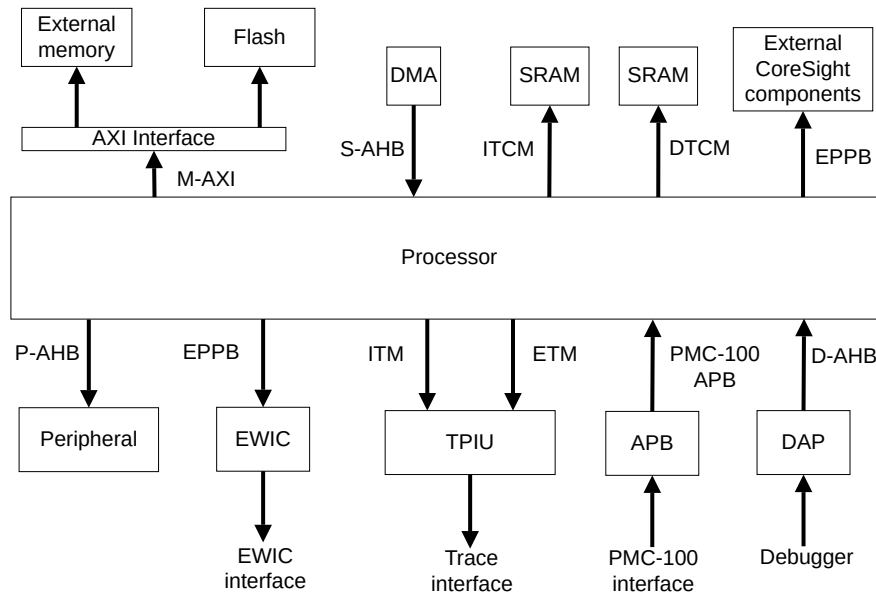 External
memory
Flash
DMA
SRAM
SRAM
External
CoreSight
components
AXI Interface
M-AXI
S-AHB
ITCM
DTCM
EPPB
Processor
P-AHB
EPPB
ITM
ETM
PMC-100
APB
D-AHB
Peripheral
EWIC
TPIU
APB
DAP
EWIC
interface
Trace
interface
PMC-100
interface
Debugger